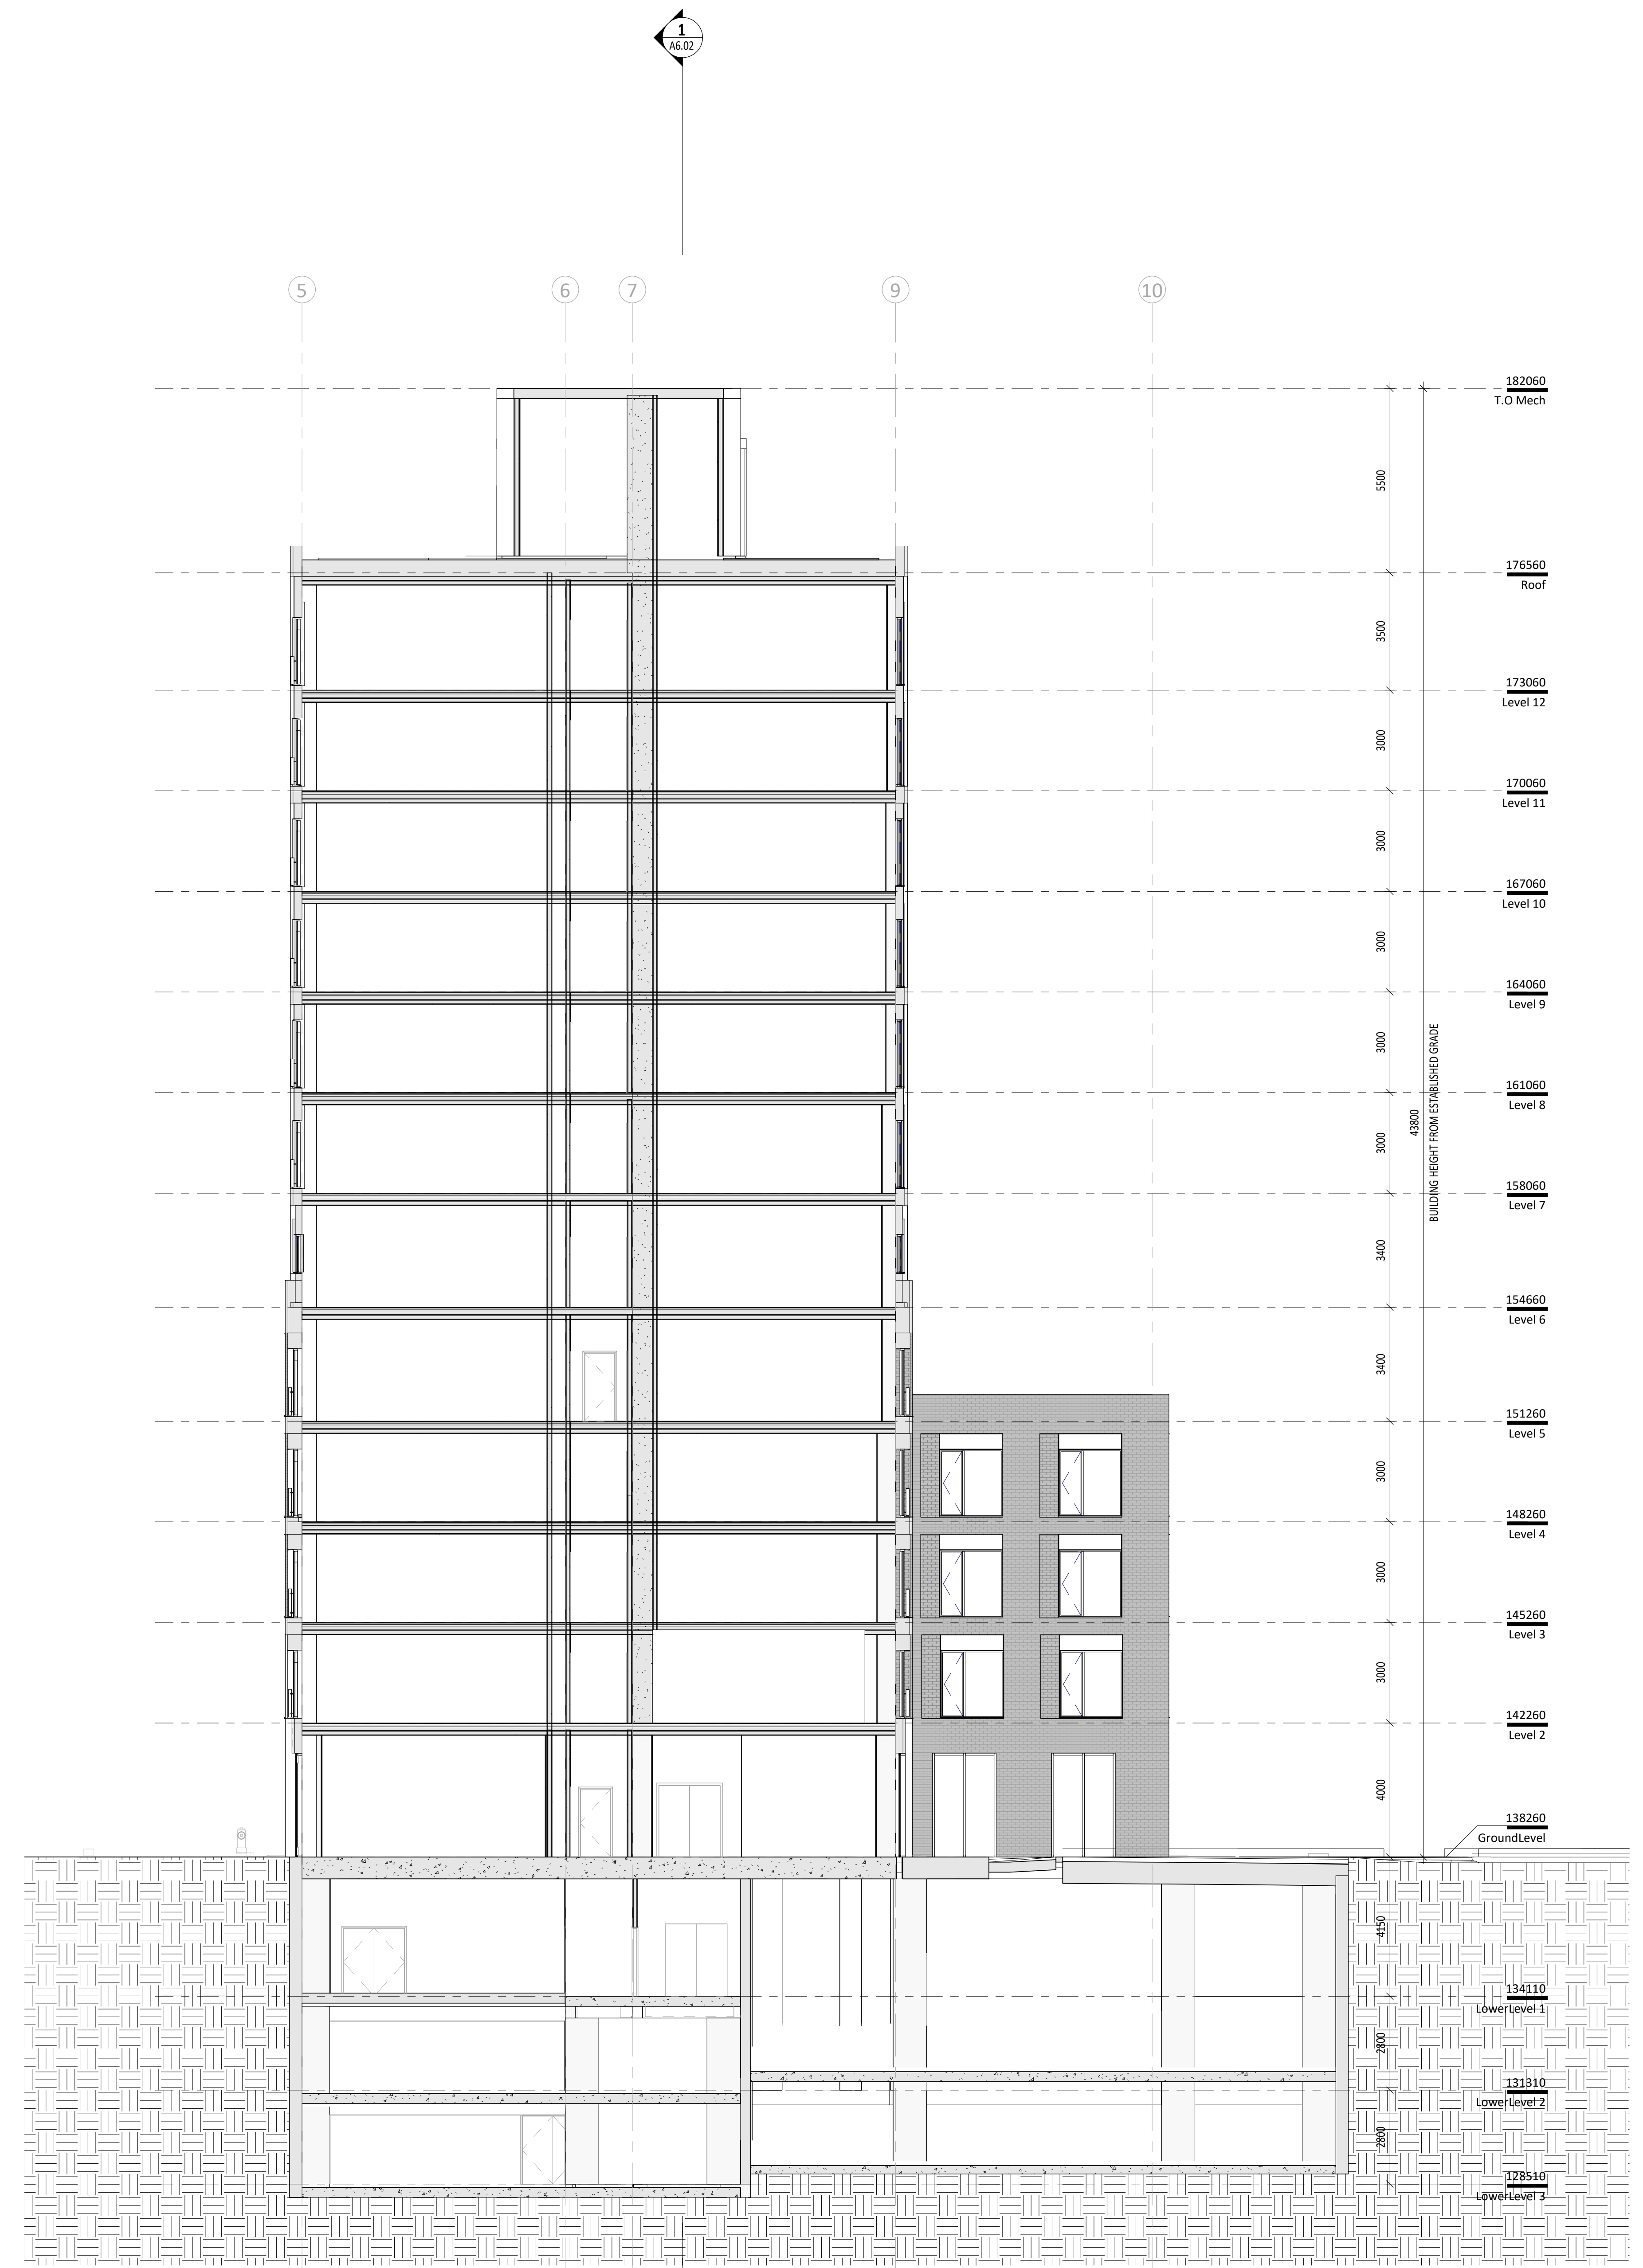 1
A6.02
5
6
7
9
10
182060
T.O Mech
5500
176560
Roof
3500
173060
Level 12
3000
170060
Level 11
3000
167060
Level 10
3000
164060
Level 9
3000
161060
Level 8
3000
43800
BUILDING HEIGHT FROM ESTABLISHED GRADE
158060
Level 7
3400
154660
Level 6
3400
151260
Level 5
3000
148260
Level 4
3000
145260
Level 3
3000
142260
Level 2
4000
138260
GroundLevel
4150
134110
LowerLevel 1
2800
131310
LowerLevel 2
2800
128510
LowerLevel 3